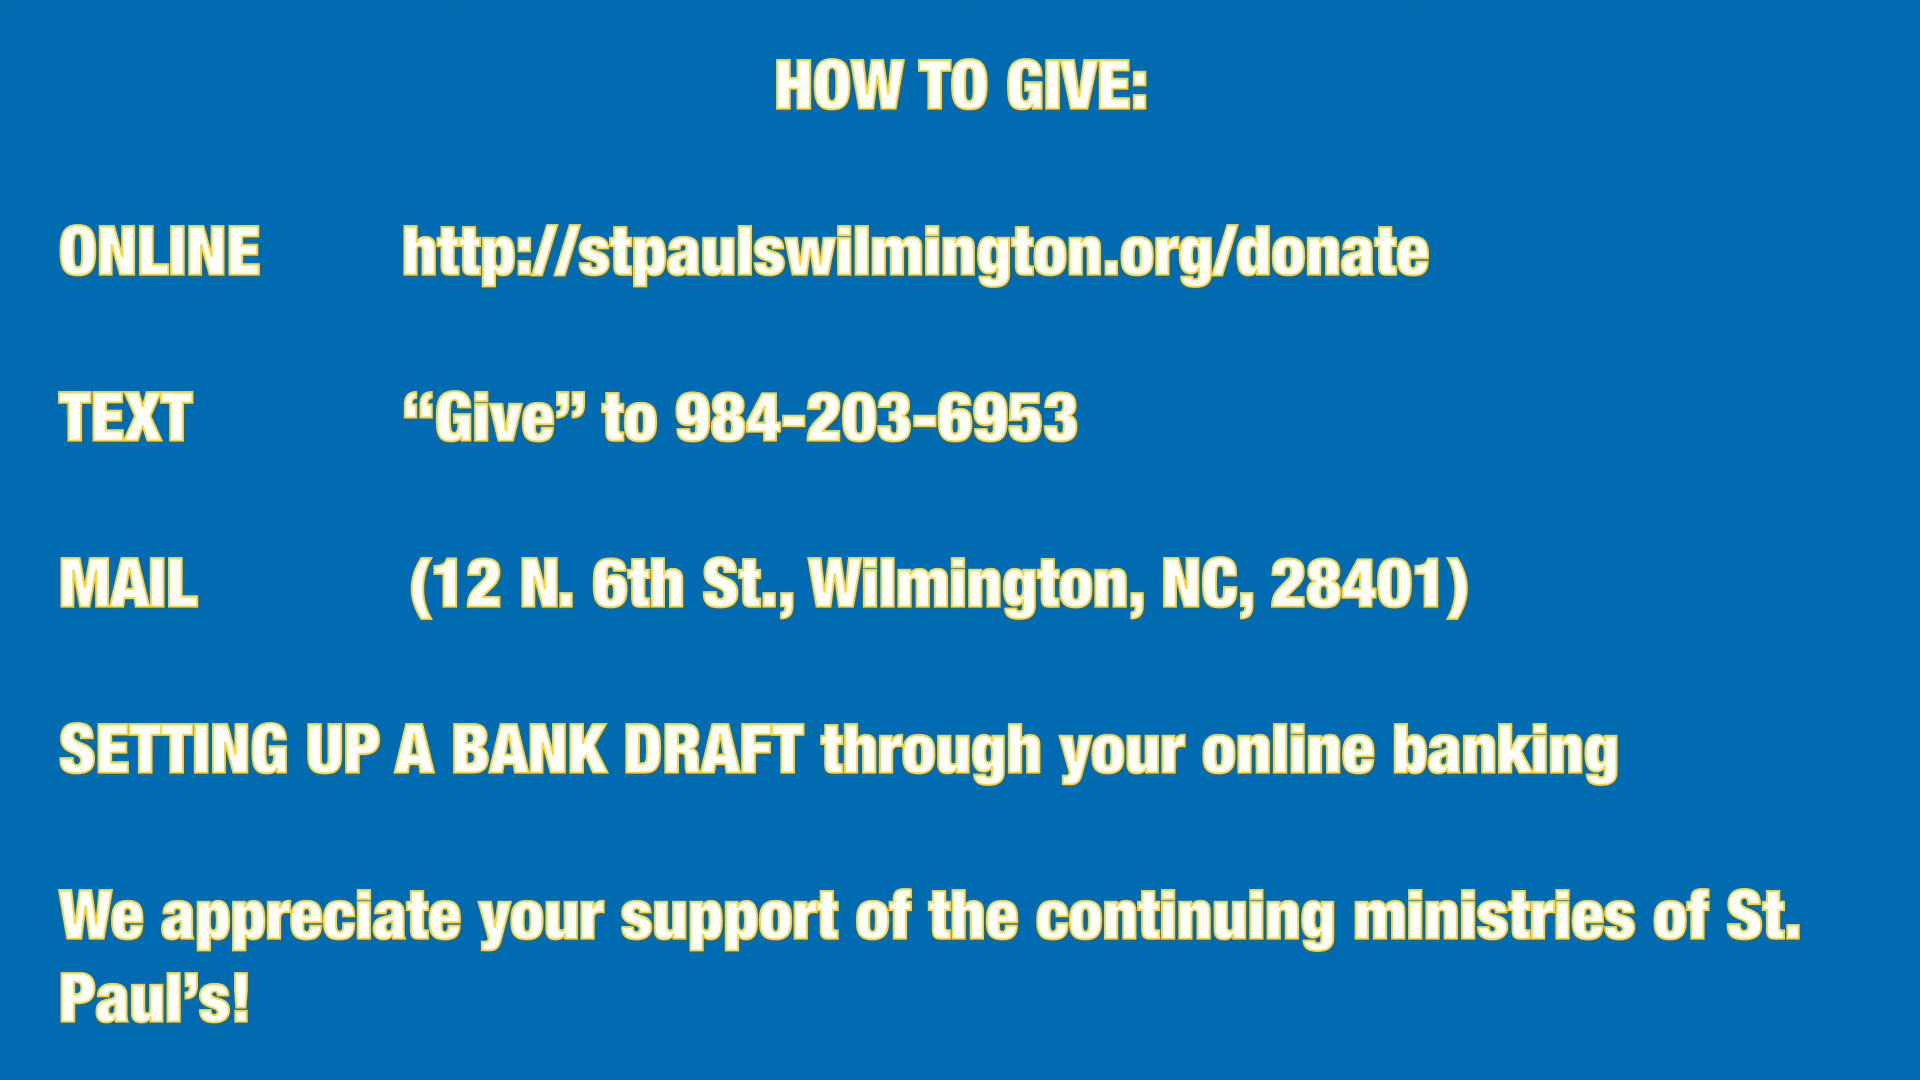 HOW TO GIVE:
ONLINE http://stpaulswilmington.org/donate
TEXT “Give” to 984-203-6953
MAIL (12 N. 6th St., Wilmington, NC, 28401)
SETTING UP A BANK DRAFT through your online banking
We appreciate your support of the continuing ministries of St.
Paul’s!